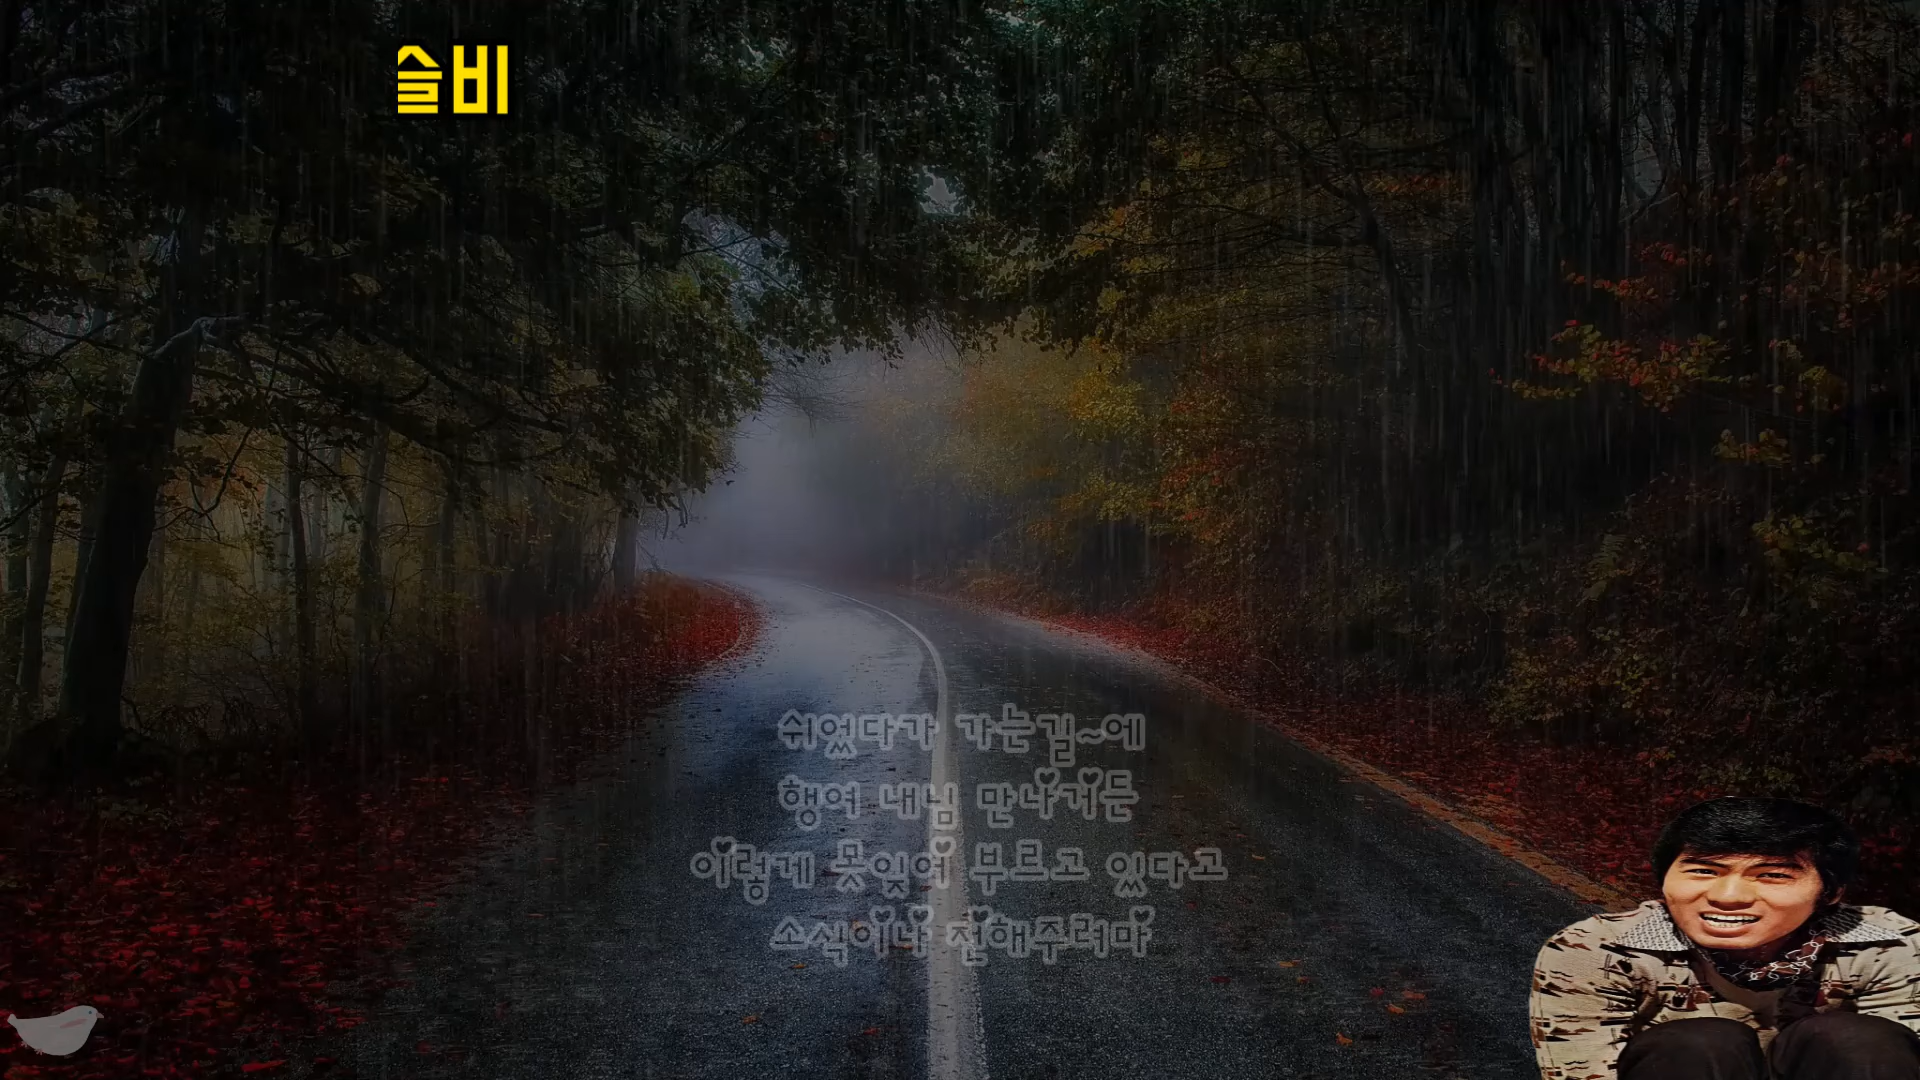 슬비
쉬었다가 가는길~에
행여 내님 만나거든
이렇게 못잊어 부르고 있다고
소식이나 전해주려마